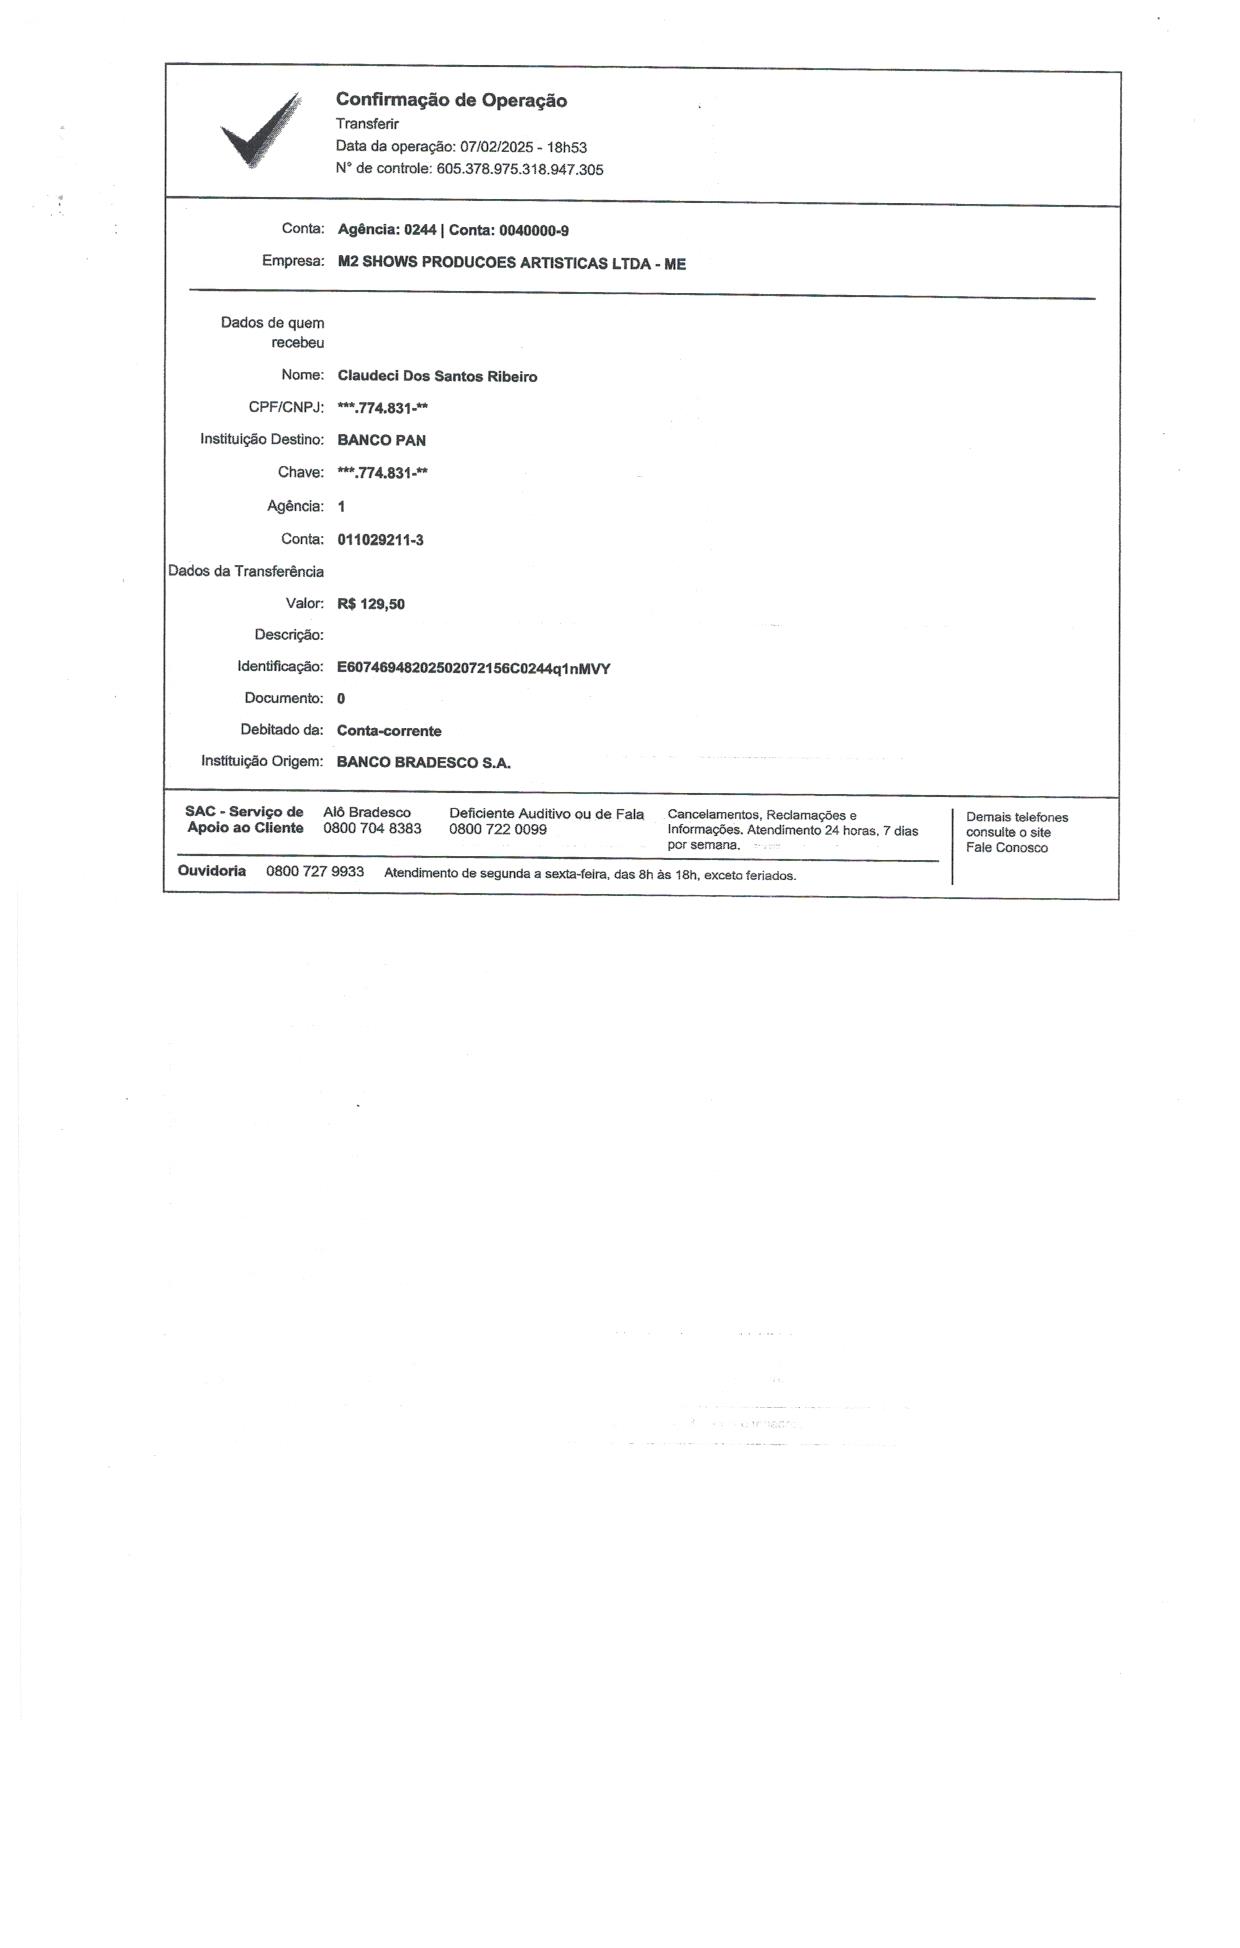 Confirmação de Operação
Transferir
Data da operação: 07/02/2025 - 18h53
N° de controle: 605.378.975.318.947.305
Conta: Agência: 0244 | Conta: 0040000-9
Empresa: M2 SHOWS PRODUCOES ARTISTICAS LTDA - ME
Dados de quem
recebeu
Nome: Claudeci Dos Santos Ribeiro
CPF/CNPJ: ***.774.831-**
Instituição Destino: BANCO PAN
Chave: ***.774.831-**
Agência: 1
Conta: 011029211-3
Dados da Transferência
Valor: R$ 129,50
Descrição:
Identificação: E60746948202502072156C0244q1nMVY
Documento: 0
Debitado da: Conta-corrente
Instituição Origem: BANCO BRADESCO S.A.
SAC - Serviço de
Apoio ao Cliente
Alô Bradesco
0800 704 8383
Deficiente Auditivo ou de Fala
0800 722 0099
Cancelamentos, Reclamações e
Informações. Atendimento 24 horas, 7 dias
por semana.
Demais telefones
consulte o site
Fale Conosco
Ouvidoria 0800 727 9933 Atendimento de segunda a sexta-feira, das 8h às 18h, exceto feriados.